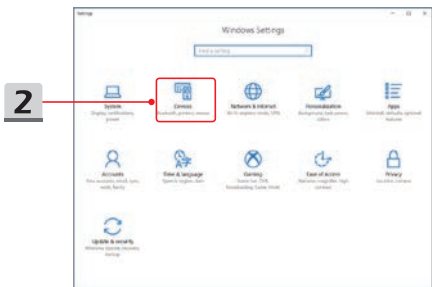 Settings
Windows Settings
Find a setting
2
System
Devices
Network & Internet
Personalization
Apps
Display, notifications,
power
Bluetooth, printers, mouse
Wi-Fi, airplane mode, VPN
Background, lock screen,
colors
Uninstall, defaults, optional
features
Accounts
Time & language
Gaming
Ease of Access
Privacy
Your accounts, email, sync,
work, family
Speech, region, date
Game bar, DVR,
broadcasting, Game Mode
Narrator, magnifier, high
contrast
Location, camera
Update & security
Windows Update, recovery,
backup